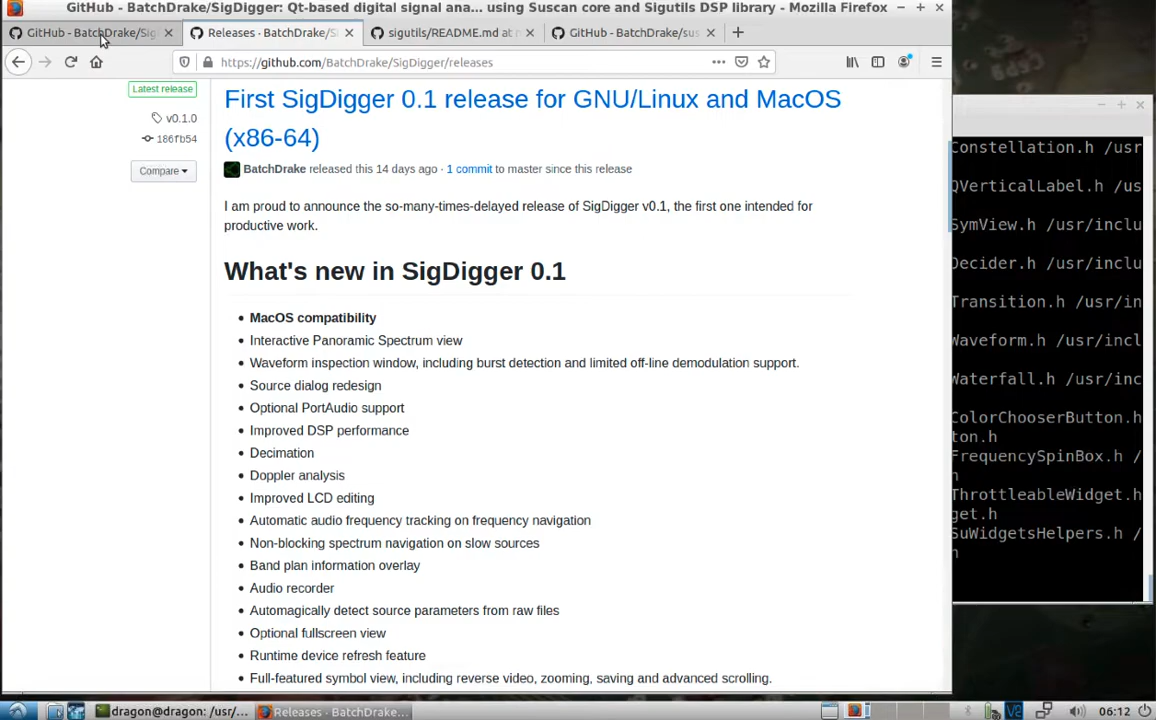 GitHub - BatchDrake/SigDigger: Qt-based digital signal ana... using Suscan core and Sigutils DSP library - Mozilla Firefox
GitHub - BatchDrake/Sig
Releases · BatchDrake/S
sigutils/README.md at
GitHub - BatchDrake/sus
https://github.com/BatchDrake/SigDigger/releases
Latest release
v0.1.0
186fb54
Compare
First SigDigger 0.1 release for GNU/Linux and MacOS
(x86-64)
BatchDrake released this 14 days ago · 1 commit to master since this release
I am proud to announce the so-many-times-delayed release of SigDigger v0.1, the first one intended for
productive work.
What's new in SigDigger 0.1
MacOS compatibility
Interactive Panoramic Spectrum view
Waveform inspection window, including burst detection and limited off-line demodulation support.
Source dialog redesign
Optional PortAudio support
Improved DSP performance
Decimation
Doppler analysis
Improved LCD editing
Automatic audio frequency tracking on frequency navigation
Non-blocking spectrum navigation on slow sources
Band plan information overlay
Audio recorder
Automagically detect source parameters from raw files
Optional fullscreen view
Runtime device refresh feature
Full-featured symbol view, including reverse video, zooming, saving and advanced scrolling.
Constellation.h /usr
QVerticalLabel.h /us
SymView.h /usr/inclu
Decider.h /usr/inclu
Transition.h /usr/in
Waveform.h /usr/incl
Waterfall.h /usr/inc
ColorChooserButton.h
ton.h
FrequencySpinBox.h /
h
ThrottleableWidget.h
get.h
SuWidgetsHelpers.h /
h
dragon@dragon: /usr/...
Releases · BatchDrake...
06:12